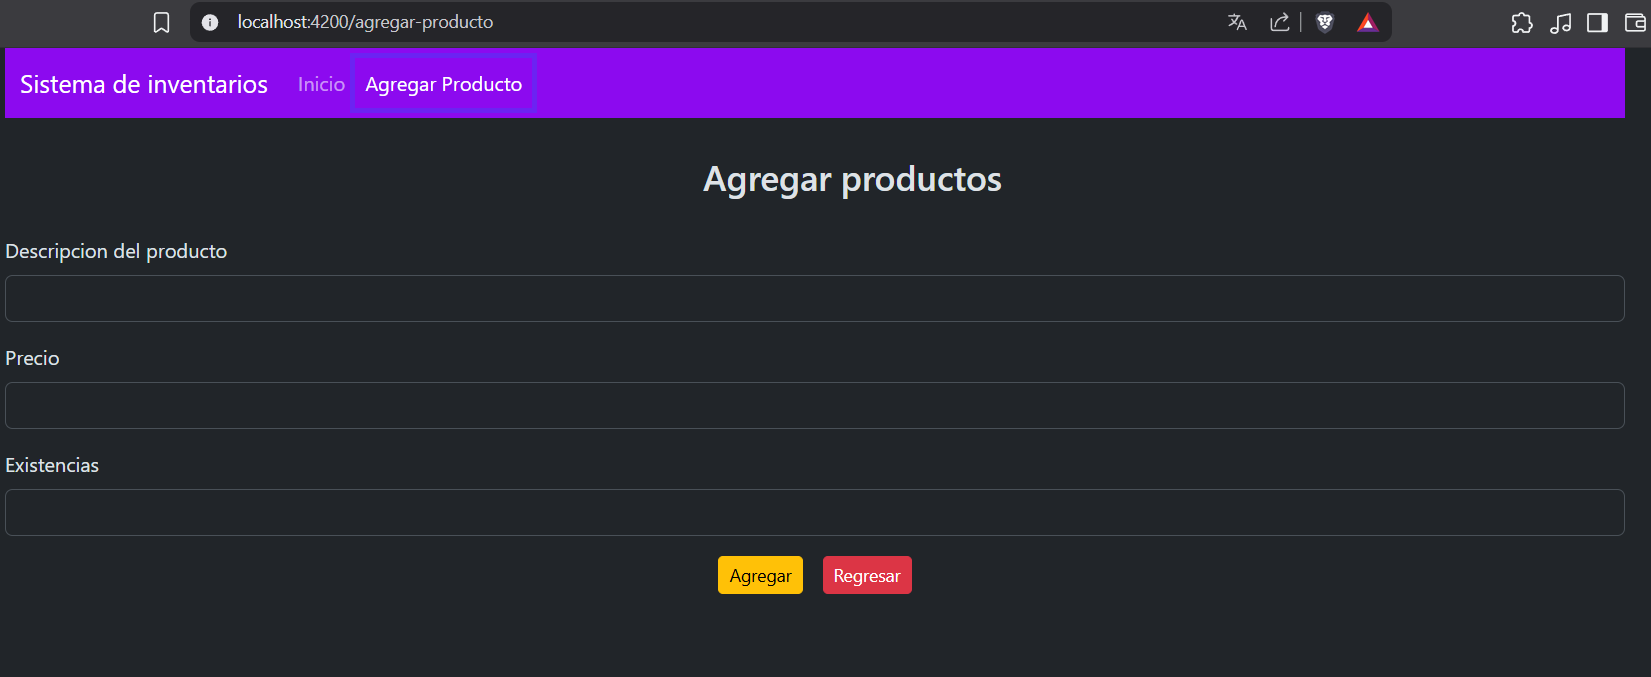 localhost:4200/agregar-producto
Sistema de inventarios Inicio Agregar Producto
Agregar productos
Descripcion del producto
Precio
Existencias
Agregar Regresar